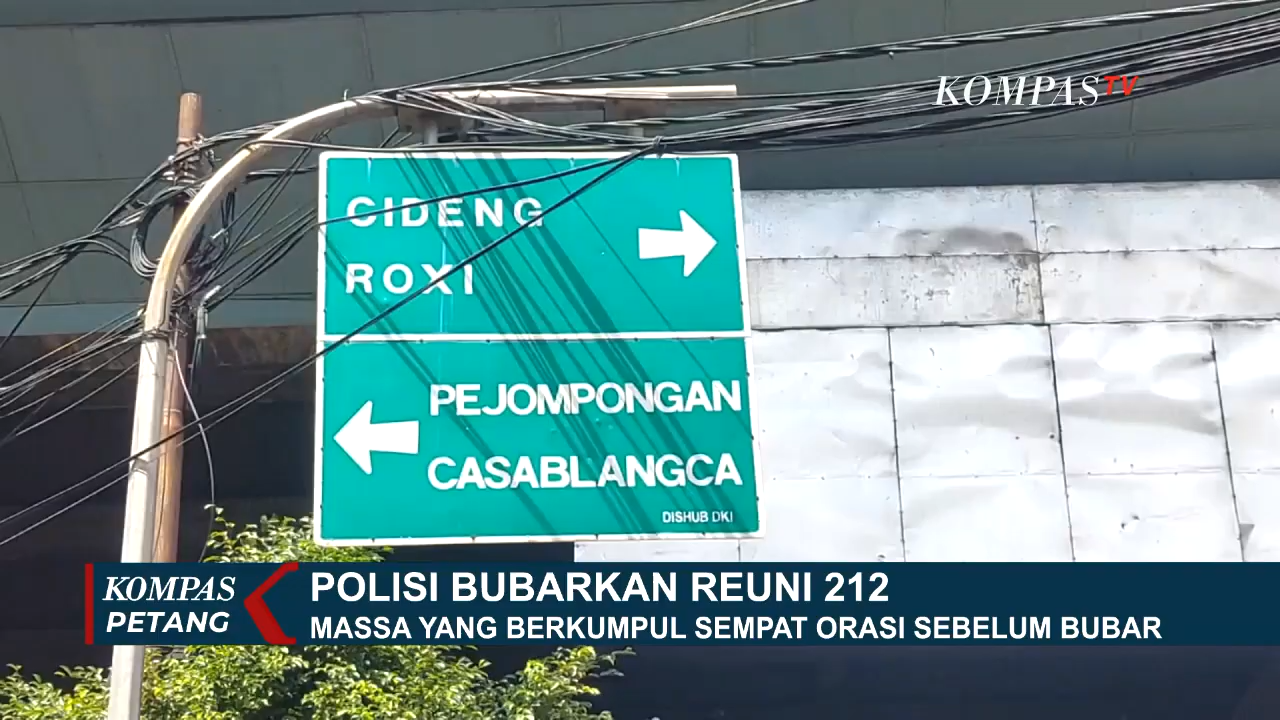 KOMPASTV
CIDENG
ROXI
PEJOMPONGAN
CASABLANGCA
DISHUB DKI
KOMPAS
PETANG
POLISI BUBARKAN REUNI 212
MASSA YANG BERKUMPUL SEMPAT ORASI SEBELUM BUBAR